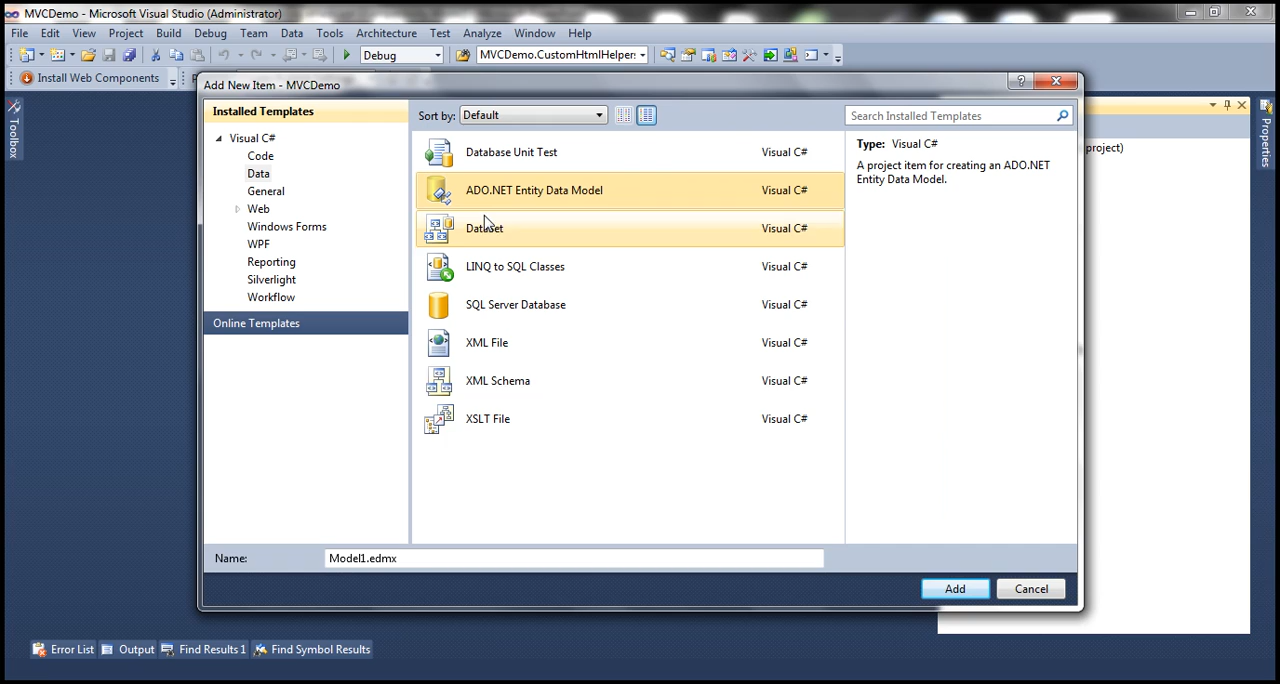 MVCDemo - Microsoft Visual Studio (Administrator)
File Edit View Project Build Debug Team Data Tools Architecture Test Analyze Window Help
Debug MVCDemo.CustomHtmlHelper:
Install Web Components
Add New Item - MVCDemo
Installed Templates
Sort by: Default
Search Installed Templates
Visual C#
Code
Data
General
Web
Windows Forms
WPF
Reporting
Silverlight
Workflow
Online Templates
Database Unit Test Visual C#
ADO.NET Entity Data Model Visual C#
DataSet Visual C#
LINQ to SQL Classes Visual C#
SQL Server Database Visual C#
XML File Visual C#
XML Schema Visual C#
XSLT File Visual C#
Type: Visual C#
A project item for creating an ADO.NET
Entity Data Model.
Name: Model1.edmx
Add Cancel
Toolbox
project)
Properties
Error List Output Find Results 1 Find Symbol Results